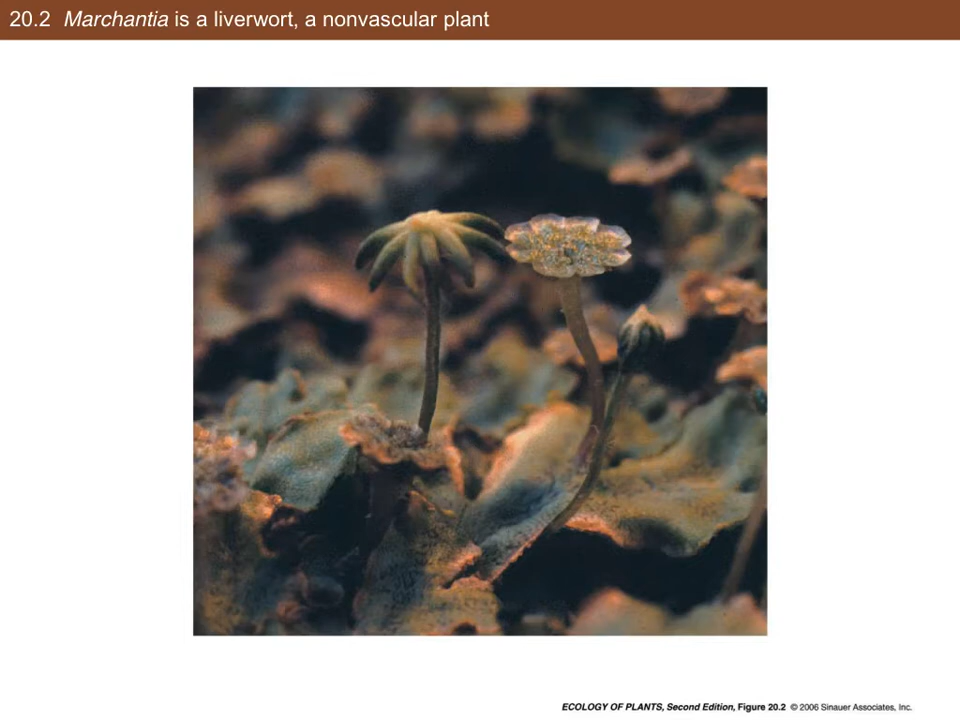 20.2 Marchantia is a liverwort, a nonvascular plant
ECOLOGY OF PLANTS, Second Edition, Figure 20.2 © 2006 Sinauer Associates, Inc.